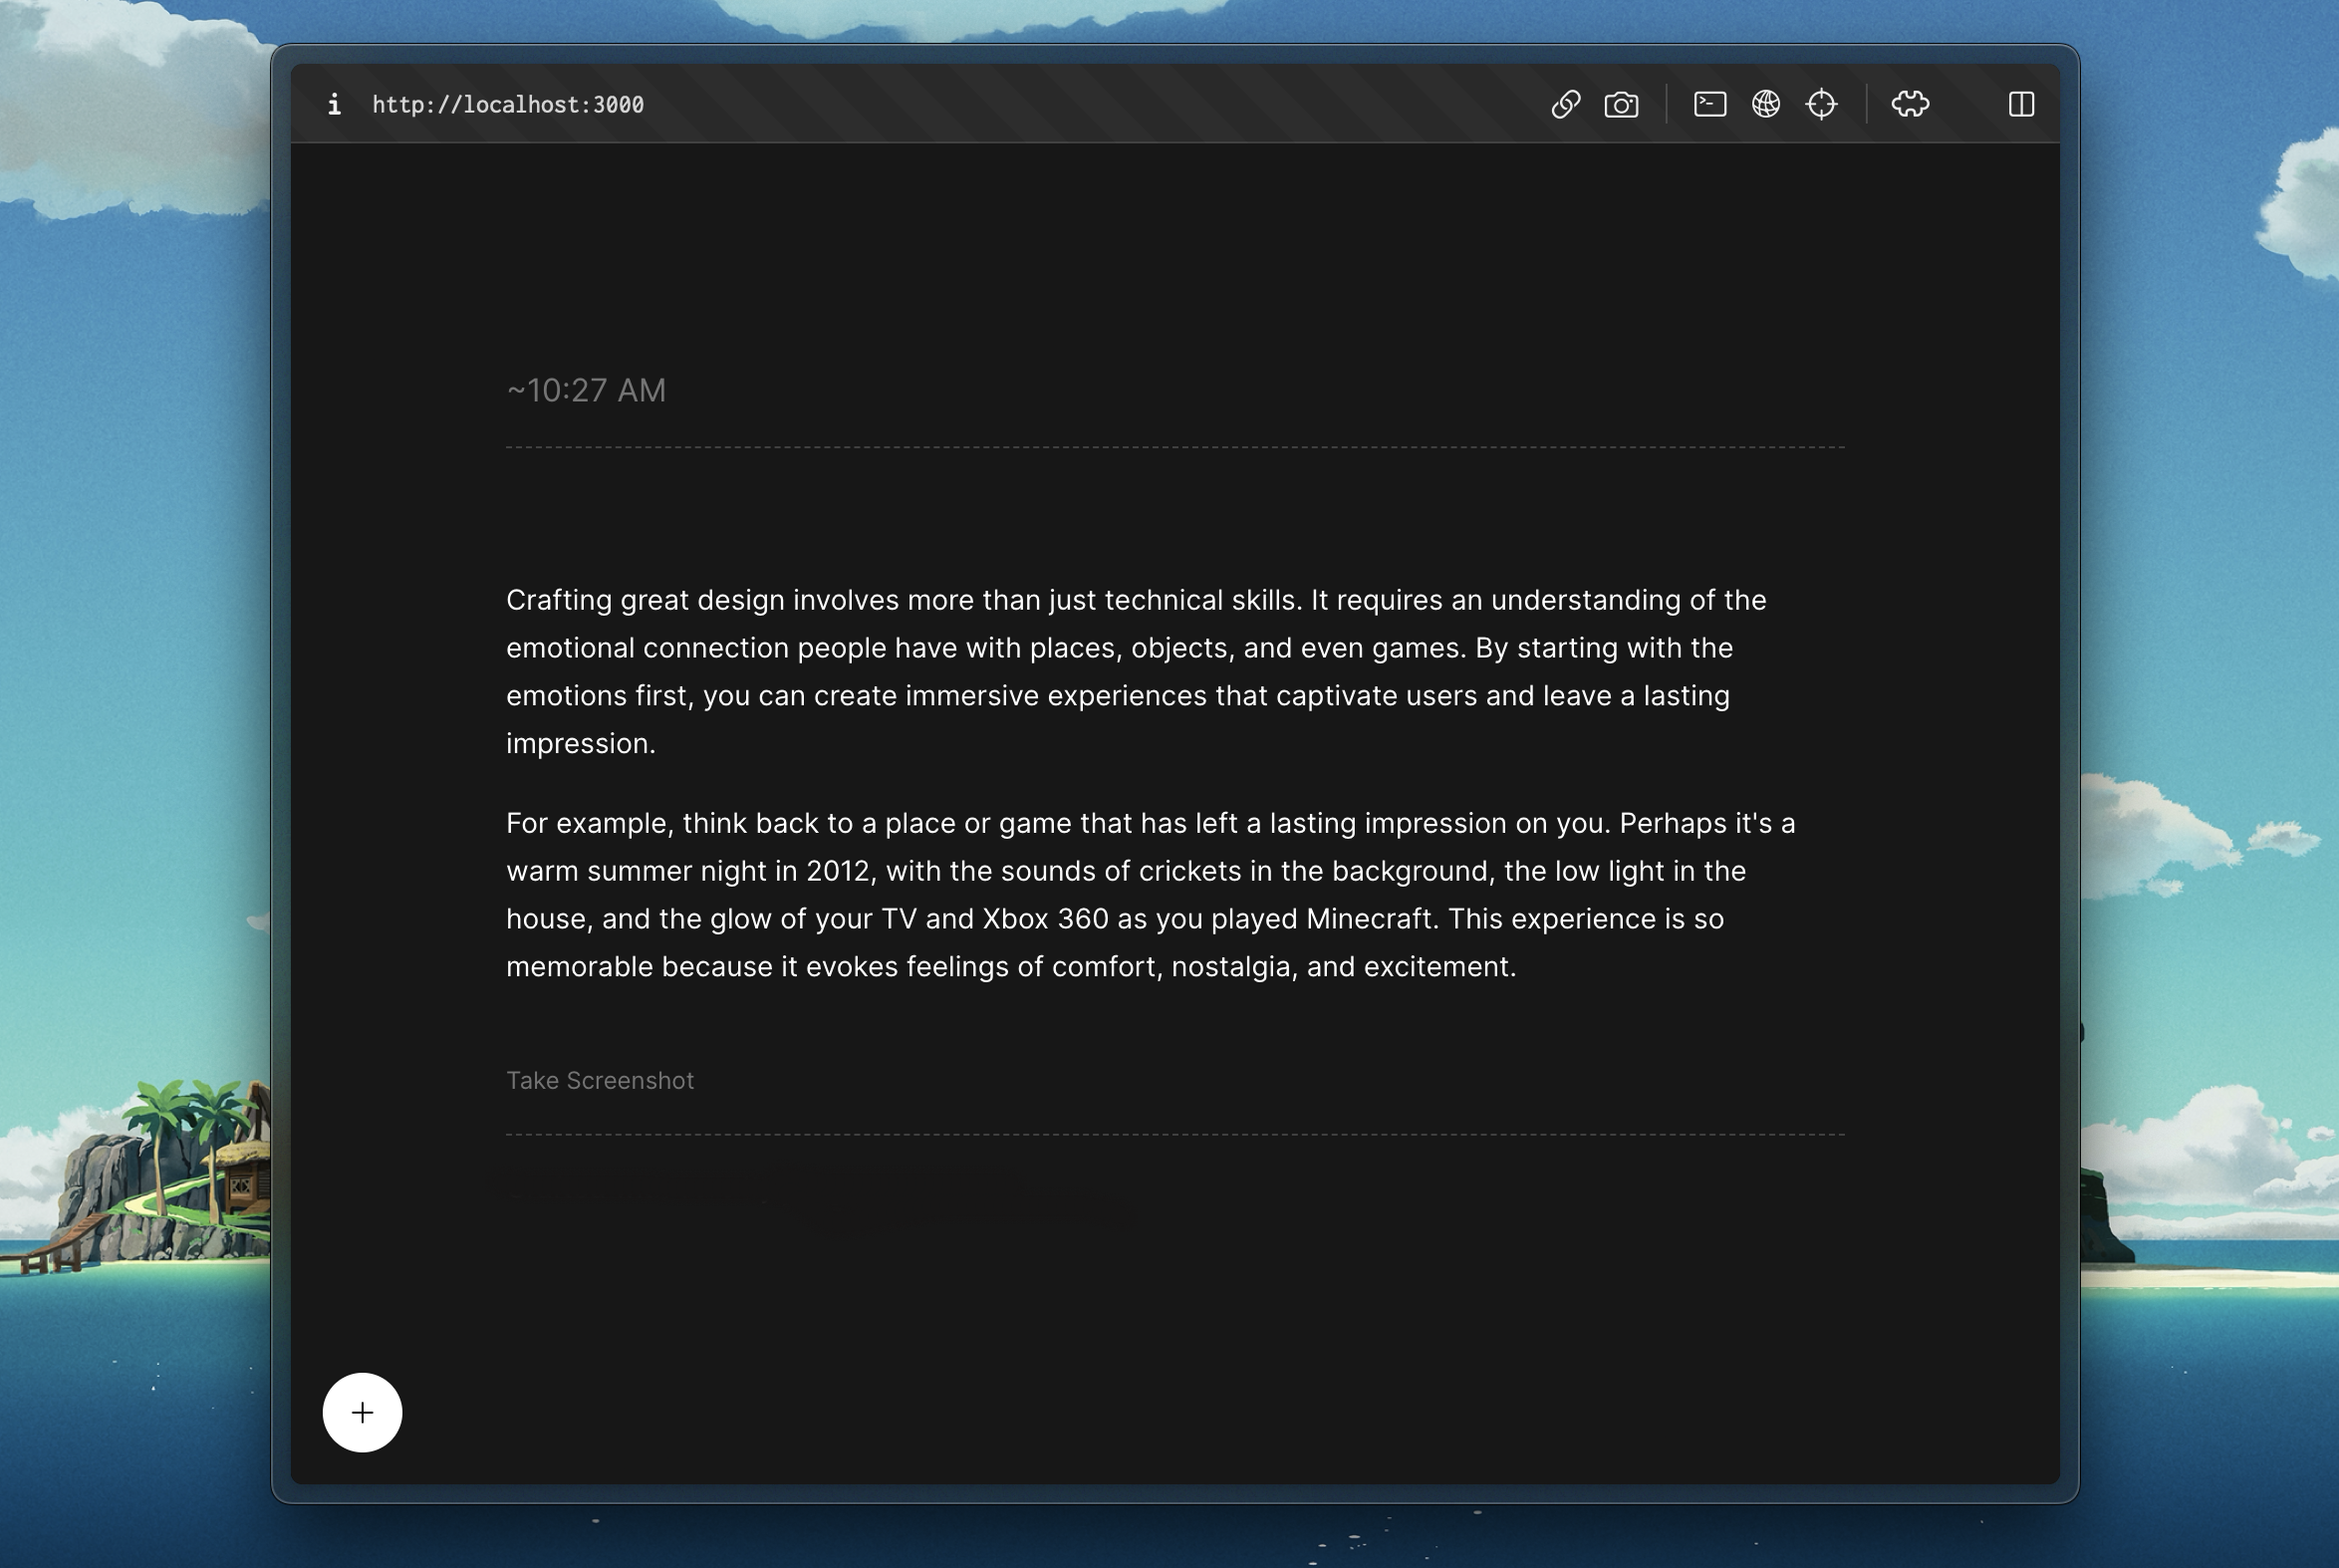 http://localhost:3000
~10:27 AM
Crafting great design involves more than just technical skills. It requires an understanding of the
emotional connection people have with places, objects, and even games. By starting with the
emotions first, you can create immersive experiences that captivate users and leave a lasting
impression.
For example, think back to a place or game that has left a lasting impression on you. Perhaps it's a
warm summer night in 2012, with the sounds of crickets in the background, the low light in the
house, and the glow of your TV and Xbox 360 as you played Minecraft. This experience is so
memorable because it evokes feelings of comfort, nostalgia, and excitement.
Take Screenshot